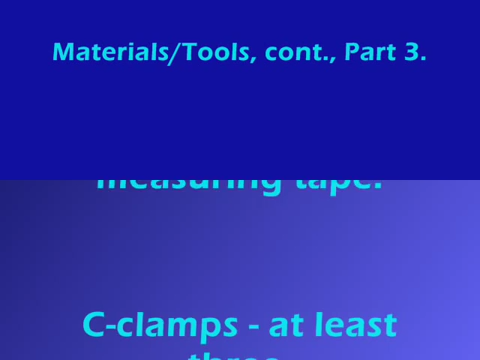 Materials/Tools, cont., Part 3.
measuring tape.
C-clamps - at least
three